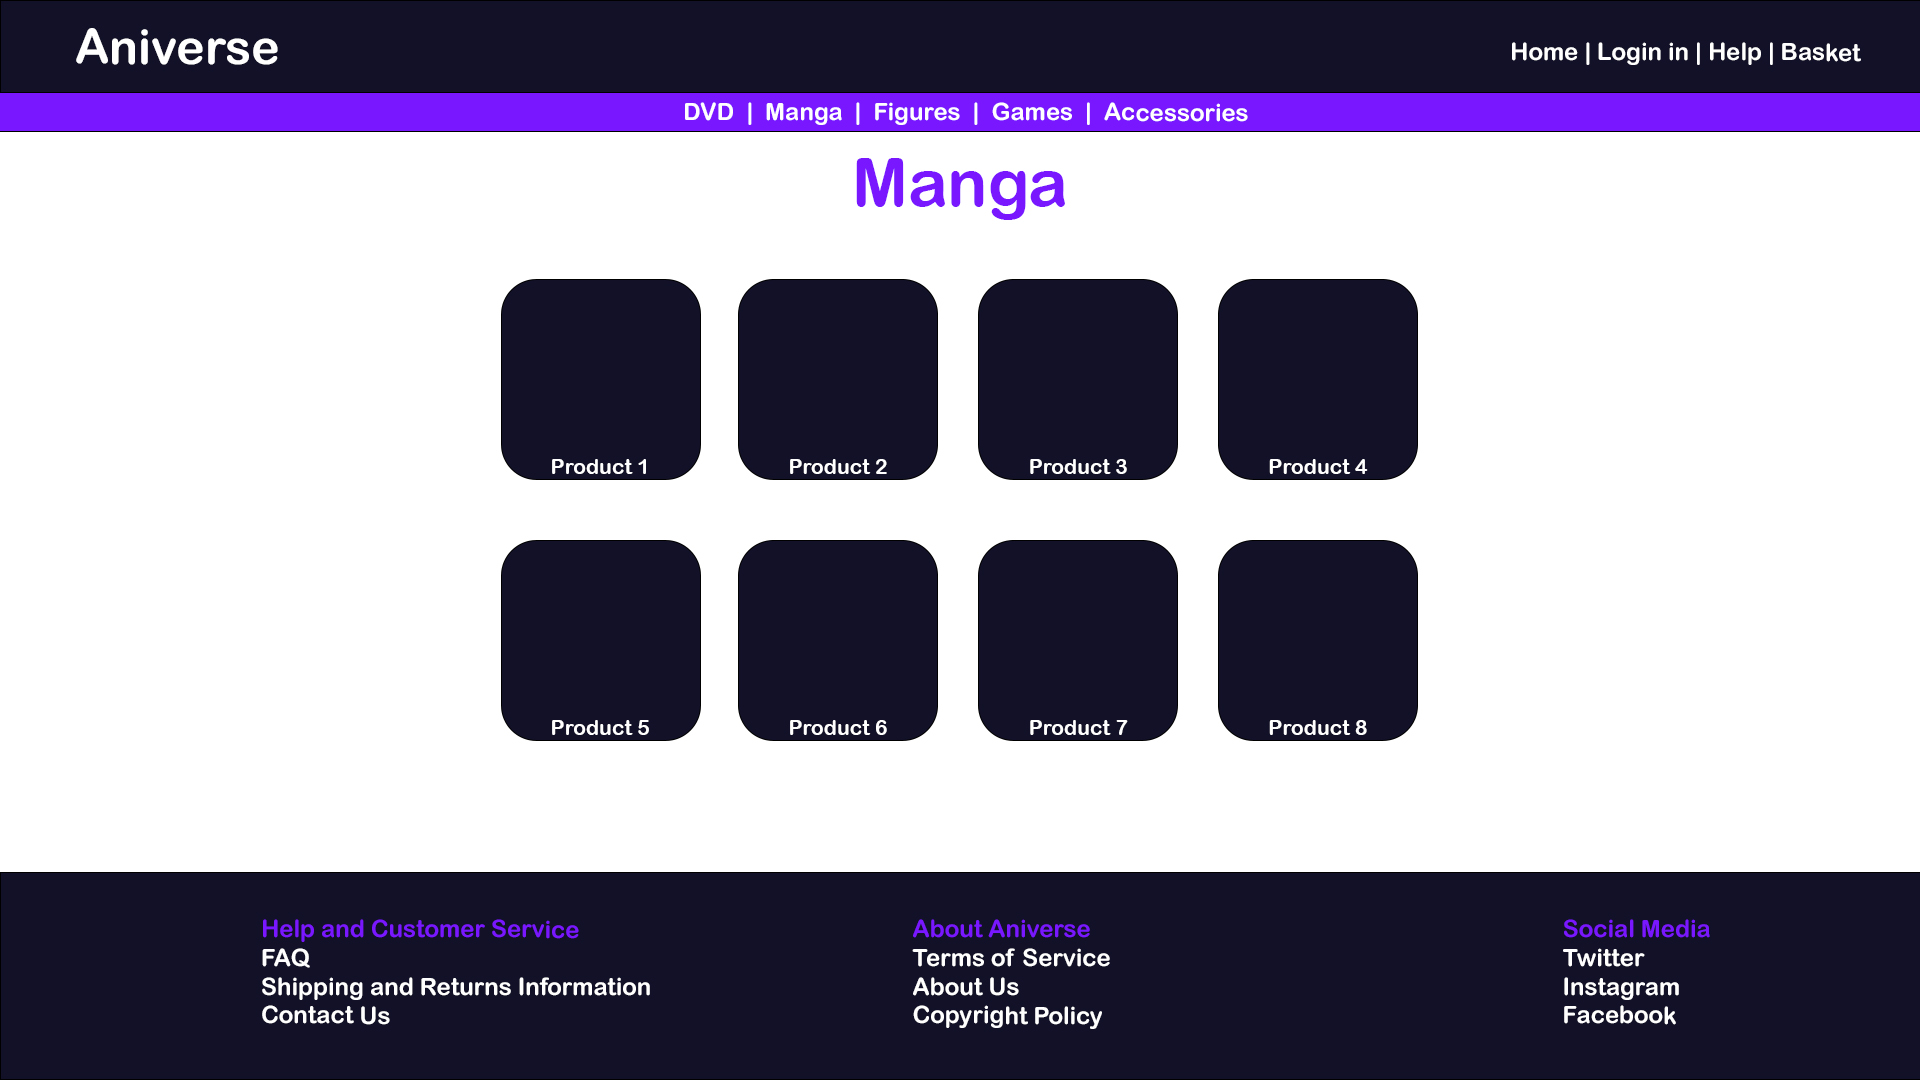 Aniverse
Home | Login in | Help | Basket
DVD | Manga | Figures | Games | Accessories
Manga
Product 1
Product 2
Product 3
Product 4
Product 5
Product 6
Product 7
Product 8
Help and Customer Service
FAQ
Shipping and Returns Information
Contact Us
About Aniverse
Terms of Service
About Us
Copyright Policy
Social Media
Twitter
Instagram
Facebook